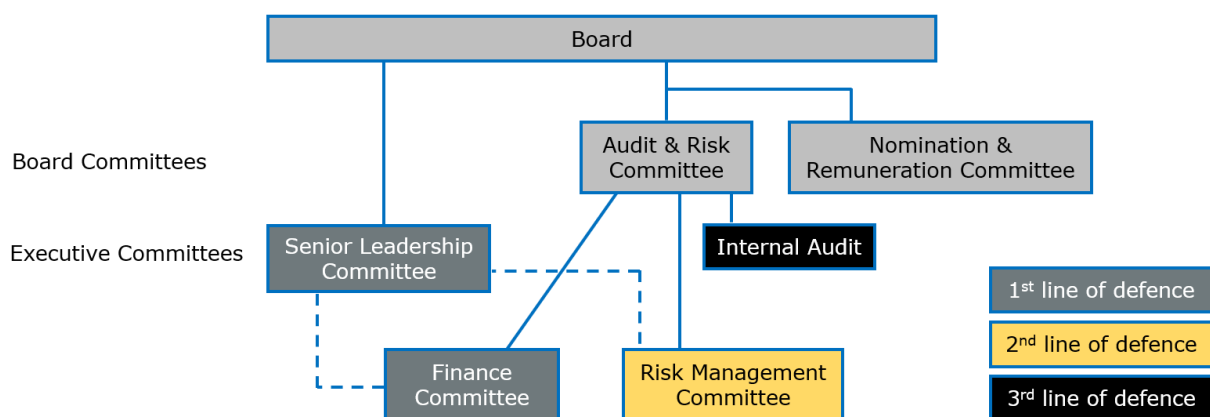 Board
Board Committees
Audit & Risk
Committee
Nomination &
Remuneration Committee
Executive Committees
Senior Leadership
Committee
Internal Audit
Finance
Committee
Risk Management
Committee
1st line of defence
2nd line of defence
3rd line of defence